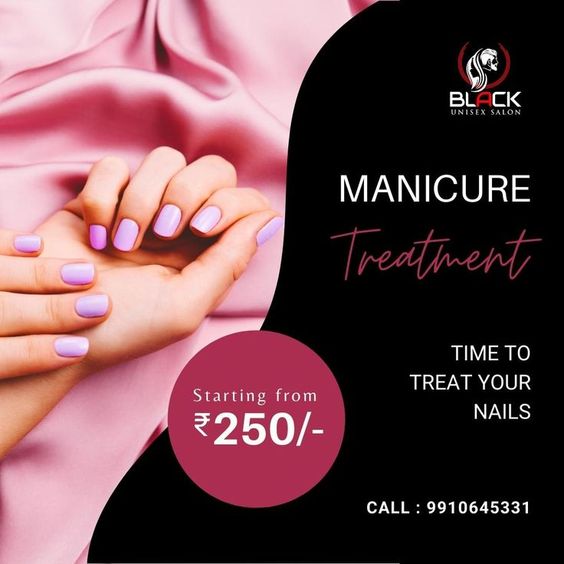 BLACK
UNISEX SALON
MANICURE
Treatment
TIME TO
TREAT YOUR
NAILS
Starting from
₹250/-
CALL : 9910645331